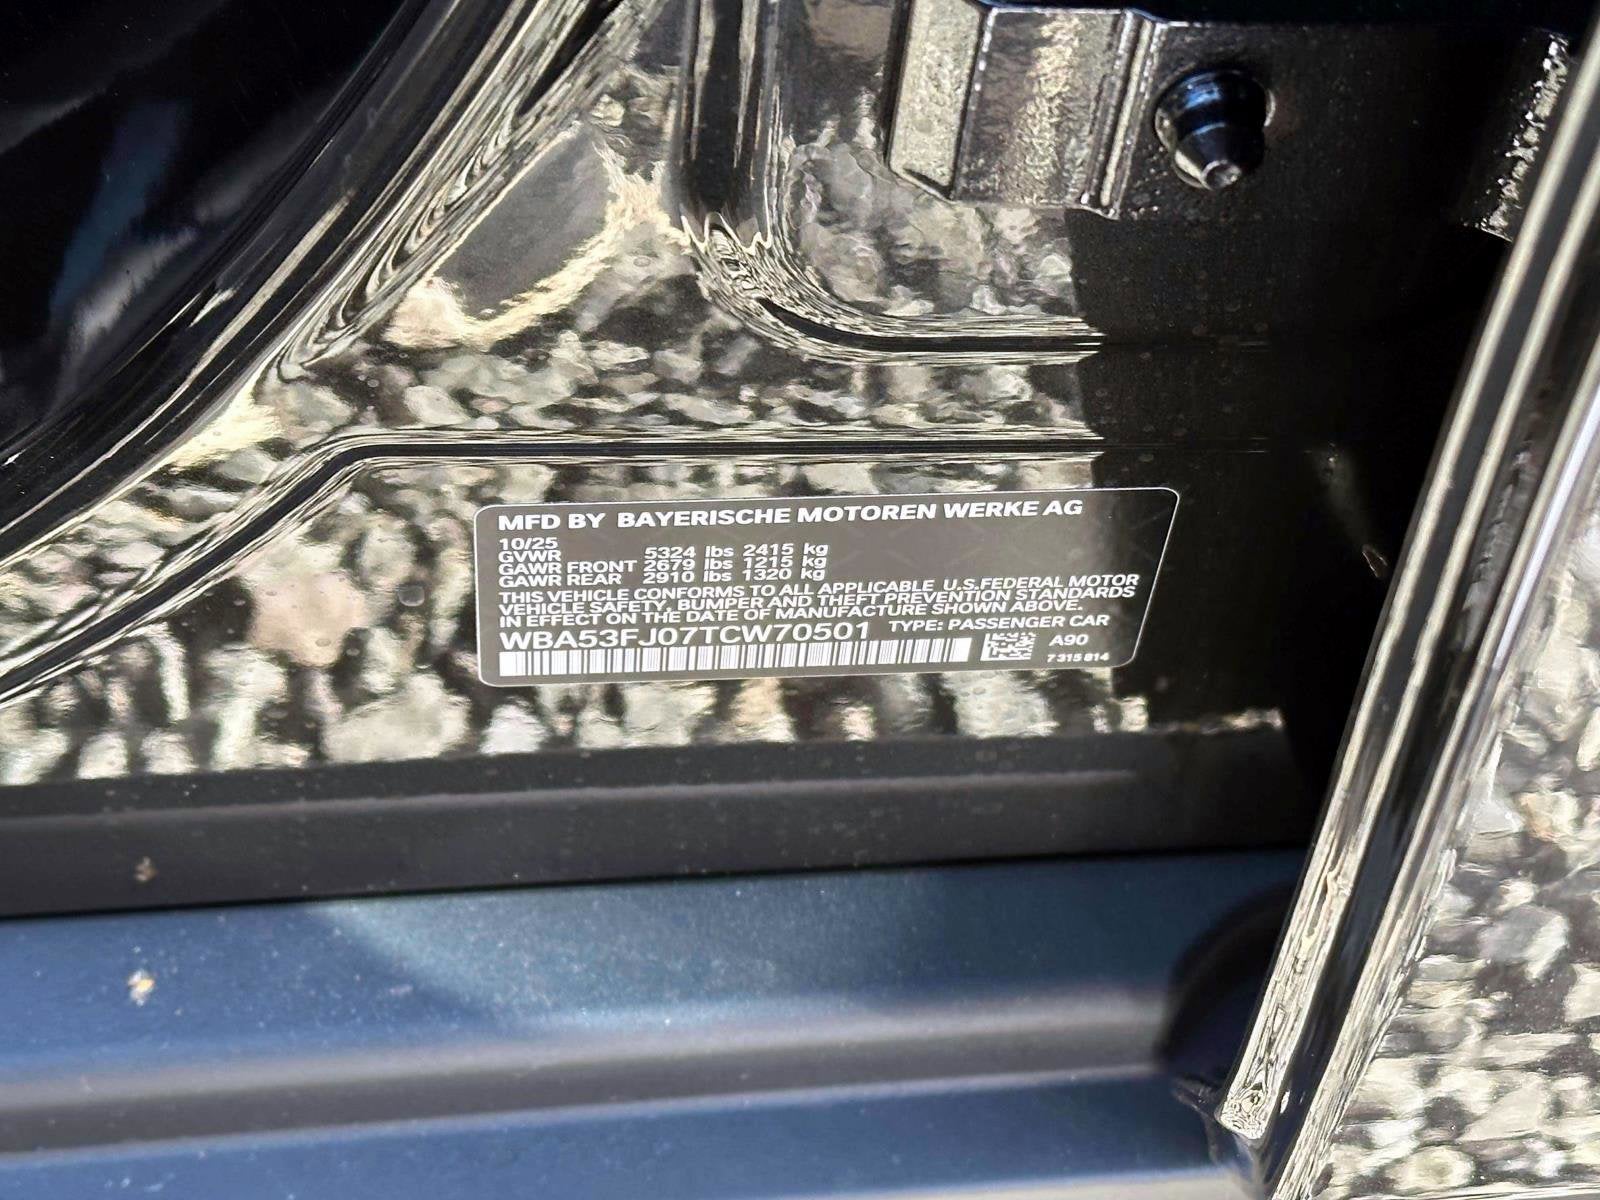 MFD BY BAYERISCHE MOTOREN WERKE AG
10/25
GVWR 5324 lbs 2415 kg
GAWR FRONT 2679 lbs 1215 kg
GAWR REAR 2910 lbs 1320 kg
THIS VEHICLE CONFORMS TO ALL APPLICABLE U.S.FEDERAL MOTOR
VEHICLE SAFETY, BUMPER AND THEFT PREVENTION STANDARDS
IN EFFECT ON THE DATE OF MANUFACTURE SHOWN ABOVE.
WBA53FJ07TCW70501 TYPE: PASSENGER CAR
A90
7 315 814